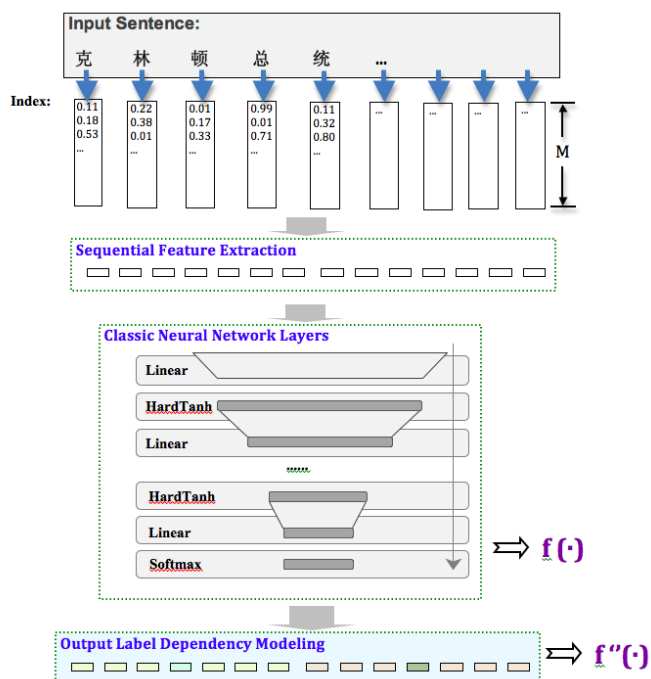 Input Sentence:
克 林 顿 总 统 ...
Index:
0.11 0.22 0.01 0.99 0.11 ... ... ... ...
0.18 0.38 0.17 0.01 0.32
0.53 0.01 0.33 0.71 0.80
... ... ... ... ...
M
Sequential Feature Extraction
Classic Neural Network Layers
Linear
HardTanh
Linear
......
HardTanh
Linear
Softmax
f (·)
Output Label Dependency Modeling
f ''(·)